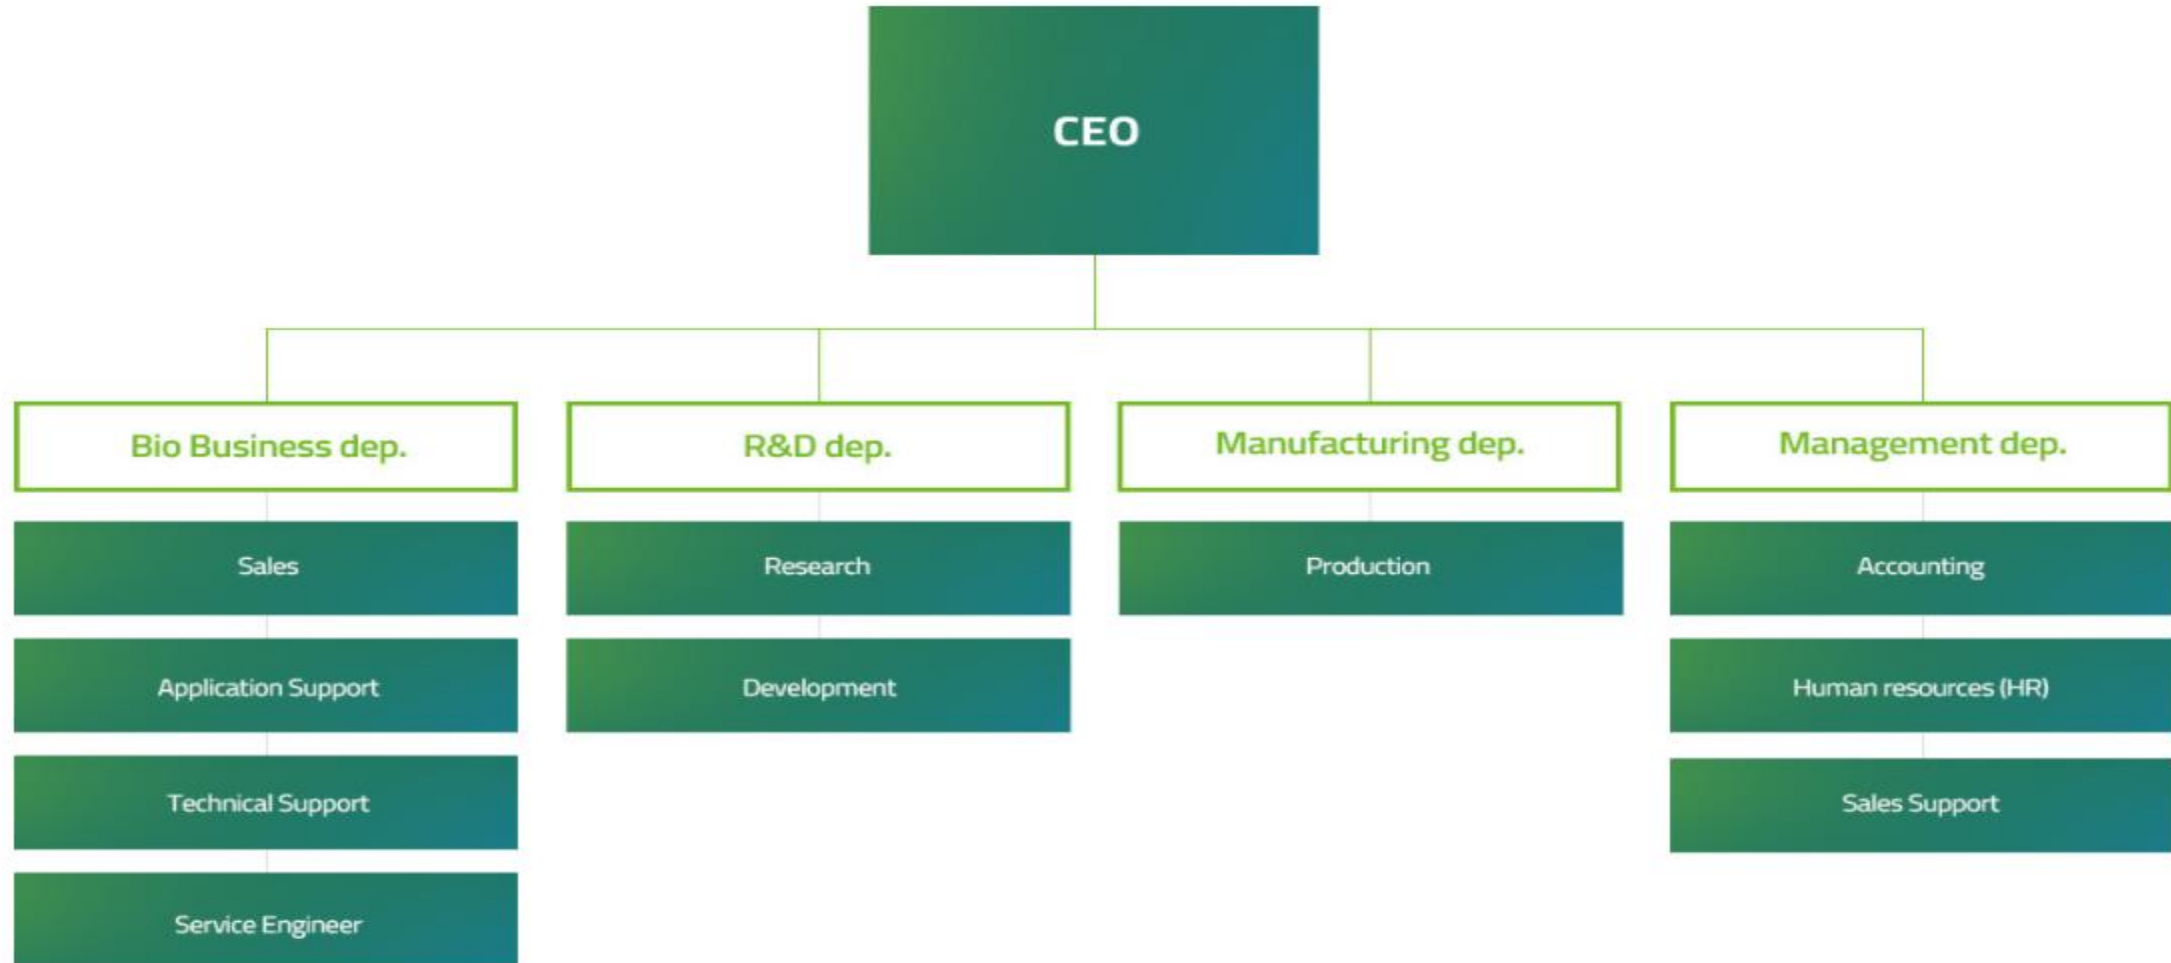 CEO
Bio Business dep.
R&D dep.
Manufacturing dep.
Management dep.
Sales
Research
Production
Accounting
Application Support
Development
Human resources (HR)
Technical Support
Sales Support
Service Engineer